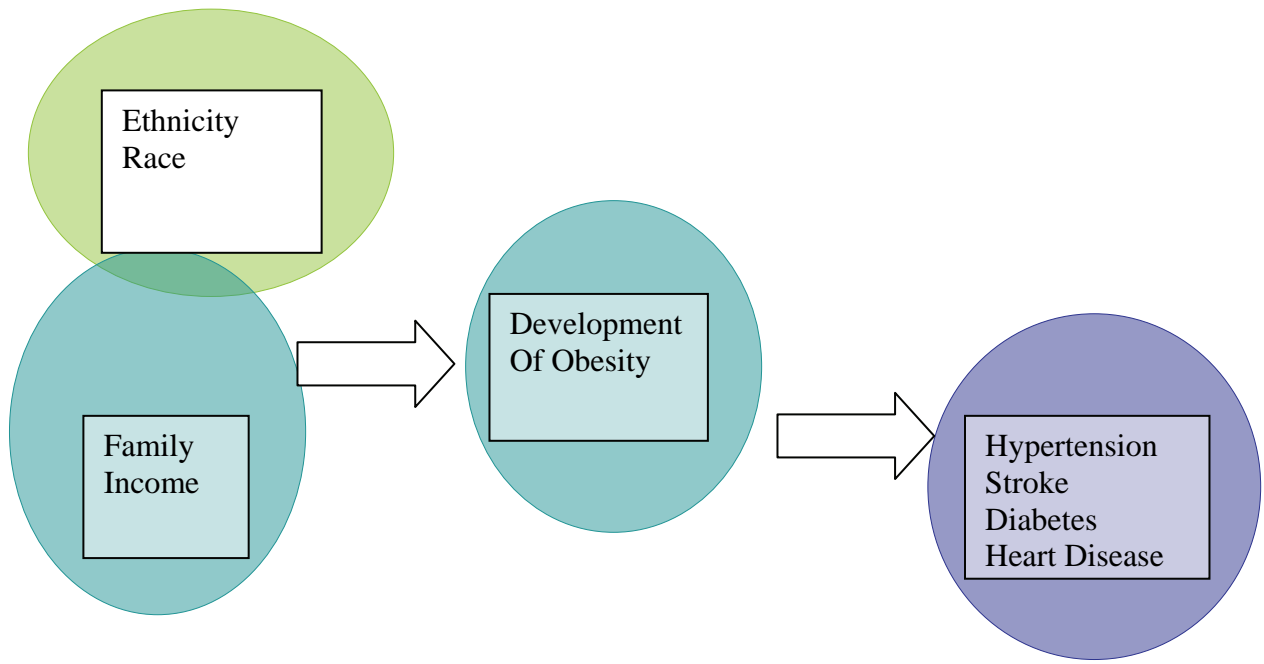 Ethnicity
Race
Family
Income
Development
Of Obesity
Hypertension
Stroke
Diabetes
Heart Disease